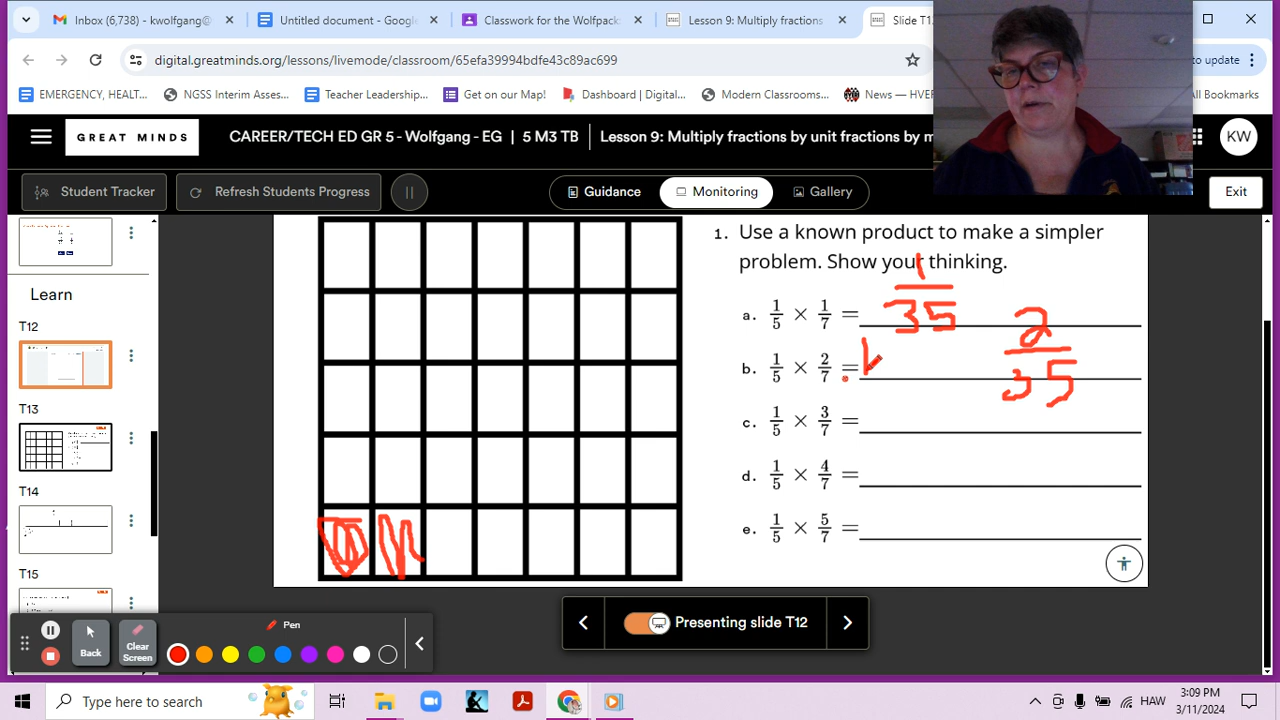 Inbox (6,738) - kwolfgang@
Untitled document - Google
Classwork for the Wolfpack
Lesson 9: Multiply fractions
Slide T1
digital.greatminds.org/lessons/livemode/classroom/65efa39994bdfe43c89ac699
to update
EMERGENCY, HEALT...
NGSS Interim Asses...
Teacher Leadership...
Get on our Map!
Dashboard | Digital...
Modern Classrooms...
News — HVER
All Bookmarks
GREAT MINDS
CAREER/TECH ED GR 5 - Wolfgang - EG | 5 M3 TB
Lesson 9: Multiply fractions by unit fractions by m
KW
Student Tracker
Refresh Students Progress
Guidance
Monitoring
Gallery
Exit
Learn
T12
T13
T14
T15
1. Use a known product to make a simpler
problem. Show your thinking.
a. 1/5 × 1/7 = 1/35
b. 1/5 × 2/7 = 2/35
c. 1/5 × 3/7 =
d. 1/5 × 4/7 =
e. 1/5 × 5/7 =
Presenting slide T12
Pen
Back
Clear
Screen
Type here to search
HAW
3:09 PM
3/11/2024